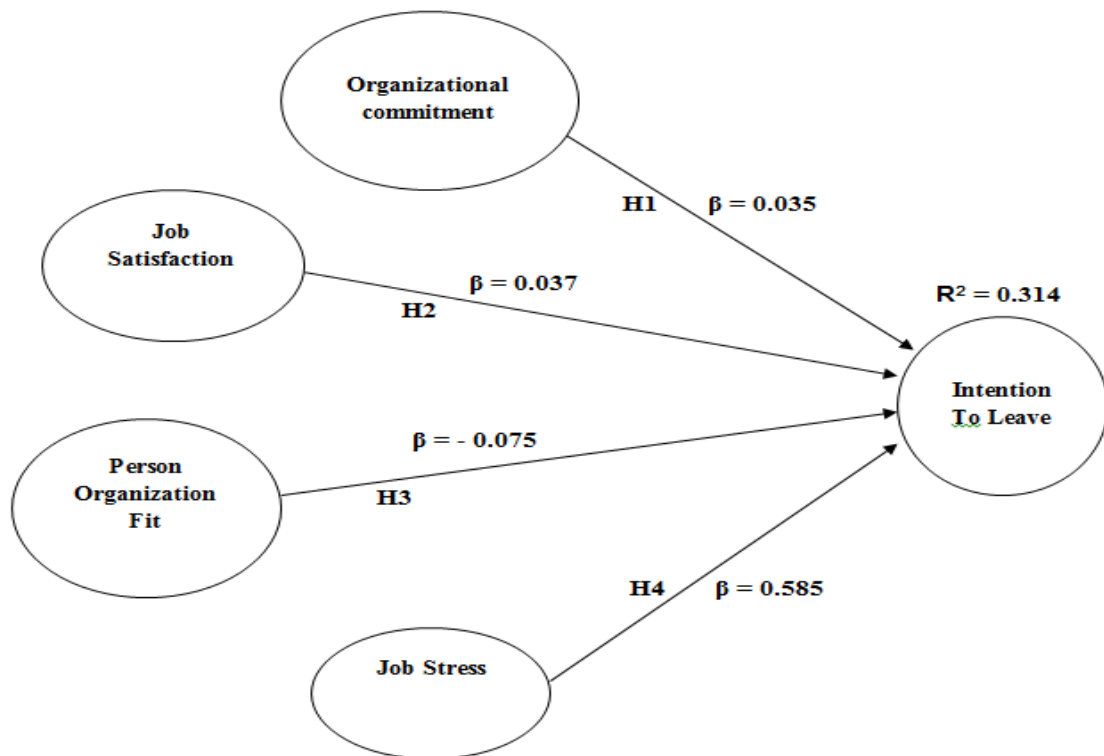 Organizational
commitment
H1
β = 0.035
Job
Satisfaction
β = 0.037
H2
R² = 0.314
Intention
To Leave
β = - 0.075
H3
Person
Organization
Fit
H4
β = 0.585
Job Stress